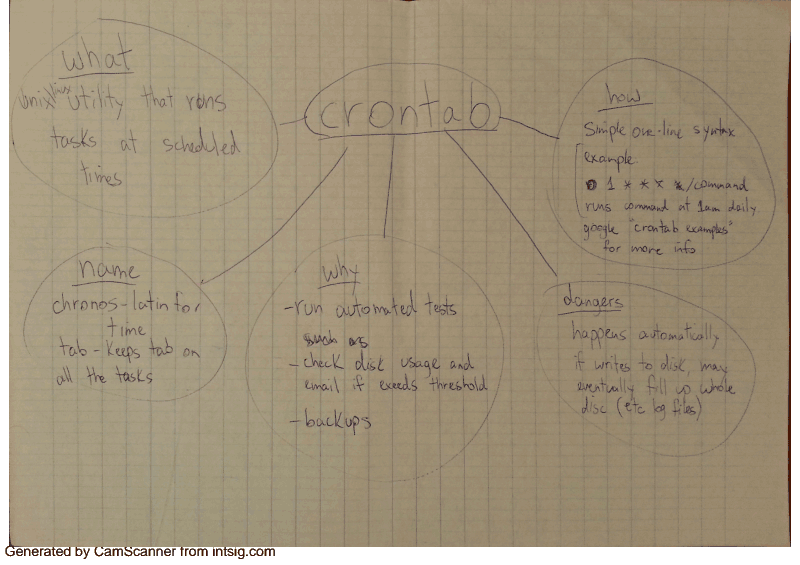 crontab
what
unix/linux utility that runs
tasks at scheduled
times
how
Simple one-line syntax
example
0 1 * * * /command
runs command at 1am daily
google "crontab examples"
for more info
name
chronos - latin for
time
tab - keeps tab on
all the tasks
why
- run automated tests
such as
- check disk usage and
email if exceeds threshold
- backups
dangers
happens automatically
if writes to disk, may
eventually fill up whole
disc (etc log files)
Generated by CamScanner from intsig.com